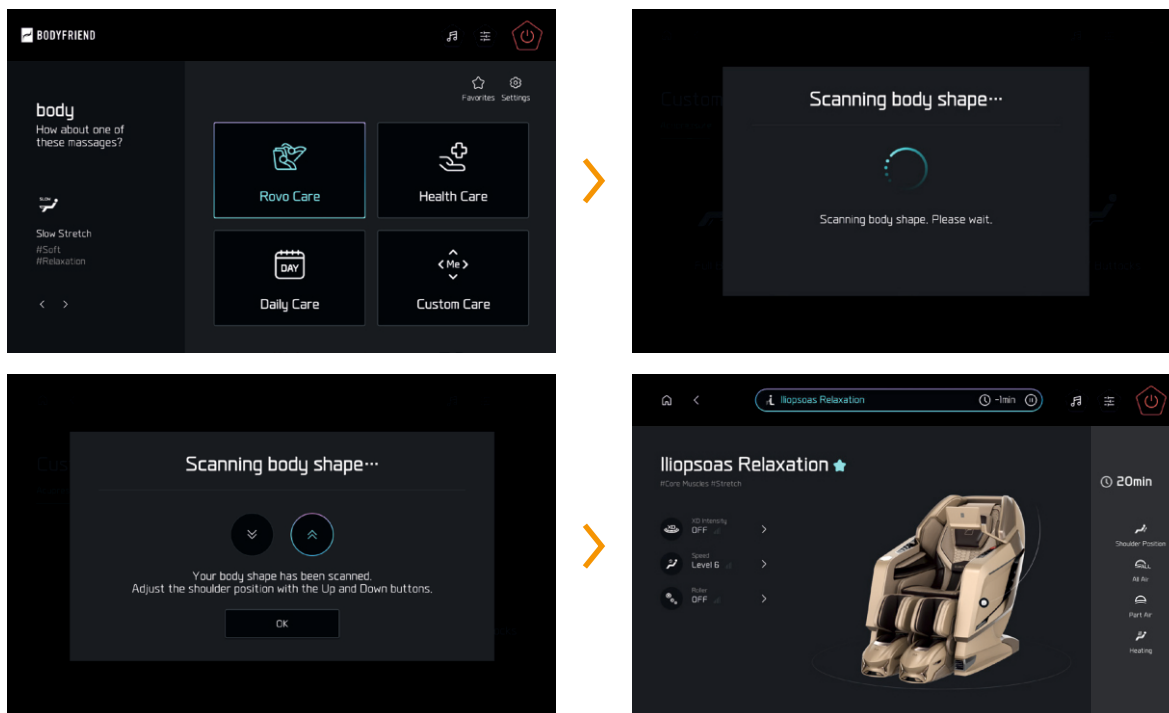 BODYFRIEND
Favorites Settings
body
How about one of
these massages?
SLOW
Slow Stretch
#Soft
#Relaxation
Rovo Care
Health Care
DAY
Daily Care
<Me>
Custom Care
Custom
Scanning body shape…
Scanning body shape. Please wait.
Scanning body shape…
Your body shape has been scanned.
Adjust the shoulder position with the Up and Down buttons.
OK
Iliopsoas Relaxation
~1min
Iliopsoas Relaxation
#Core Muscles #Stretch
20min
XD Intensity
OFF
Speed
Level 6
Roller
OFF
Shoulder Position
ALL
All Air
Part Air
Heating